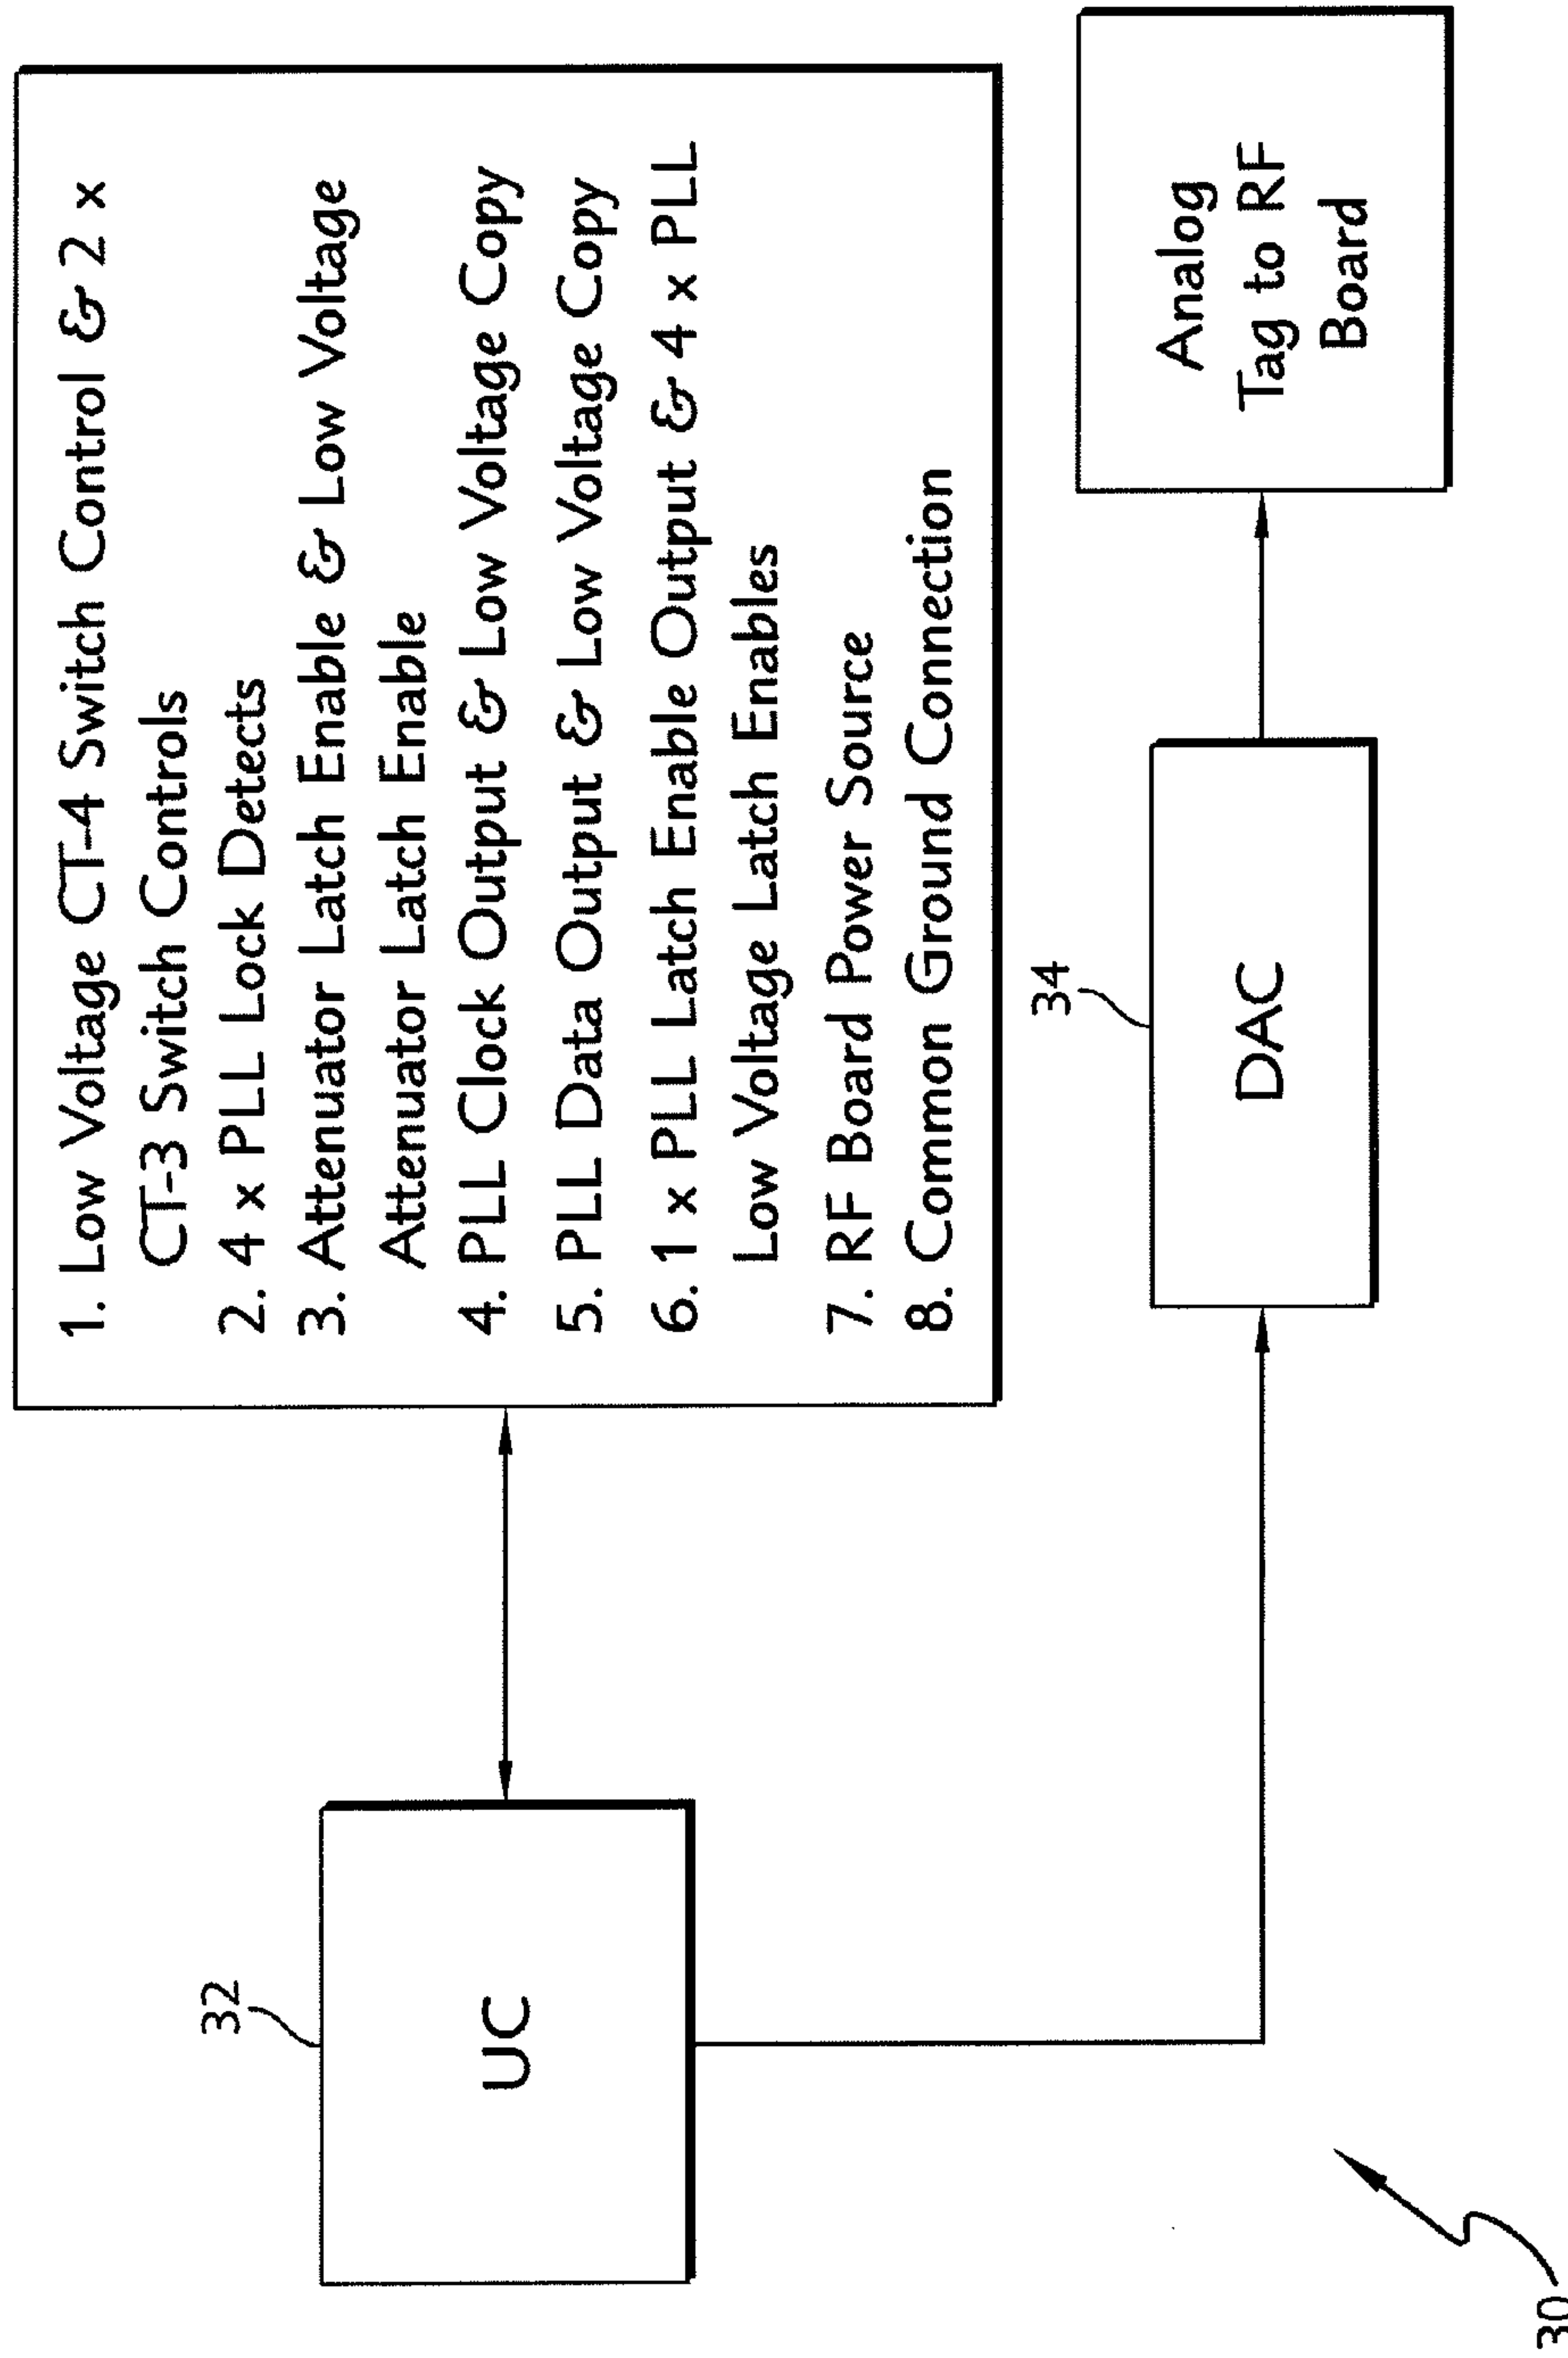 1. Low Voltage CT-4 Switch Control & 2 x
CT-3 Switch Controls
2. 4 x PLL Lock Detects
3. Attenuator Latch Enable & Low Voltage
Attenuator Latch Enable
4. PLL Clock Output & Low Voltage Copy
5. PLL Data Output & Low Voltage Copy
6. 1 x PLL Latch Enable Output & 4 x PLL
Low Voltage Latch Enables
7. RF Board Power Source
8. Common Ground Connection
32
UC
34
DAC
Analog
Tag to RF
Board
30